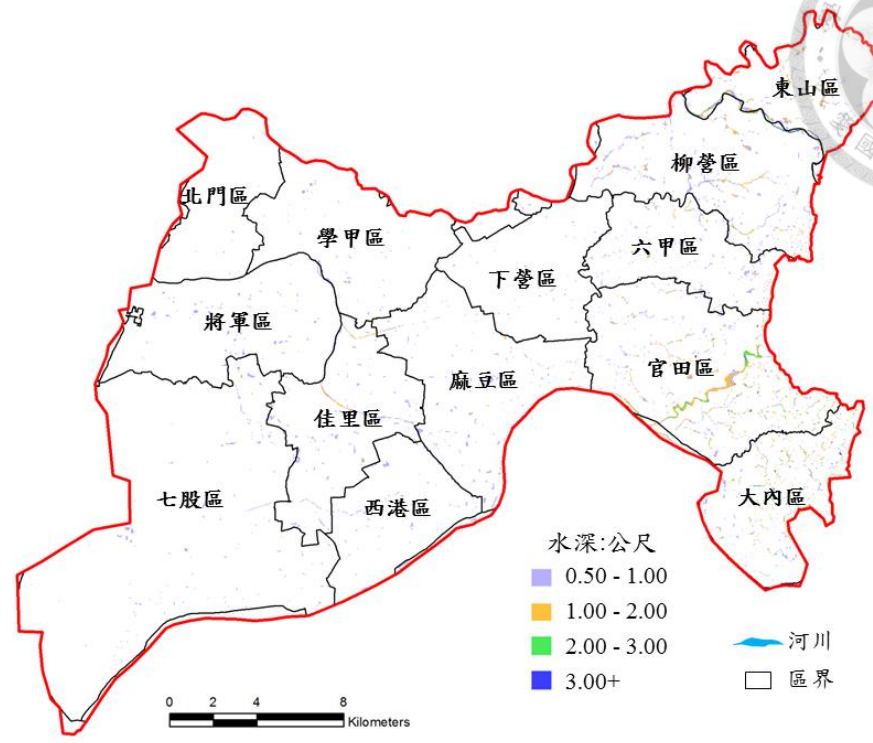 東山區
柳營區
北門區
學甲區
六甲區
下營區
將軍區
官田區
麻豆區
佳里區
七股區
西港區
大內區
水深:公尺
0.50 - 1.00
1.00 - 2.00
2.00 - 3.00
3.00+
河川
區界
0 2 4 8
Kilometers